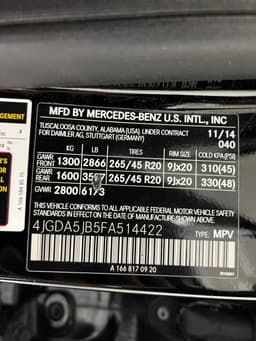 MFD BY MERCEDES-BENZ U.S. INTL., INC
TUSCALOOSA COUNTY, ALABAMA (USA). UNDER CONTRACT 11/14
FOR DAIMLER AG, STUTTGART (GERMANY) 040
KG LB TIRE SIZE RIM SIZE COLD KPA(PSI)
GAWR FRONT 1300 2866 265/45 R20 9Jx20 310(45)
GAWR REAR 1600 265/45 R20 9Jx20 330(48)
GVWR 2800 6173
THIS VEHICLE CONFORMS TO ALL APPLICABLE FEDERAL MOTOR VEHICLE SAFETY
STANDARDS IN EFFECT ON THE DATE OF MANUFACTURE SHOWN ABOVE
4JGDA5JB5FA514422 TYPE: MPV
A 166 817 09 20